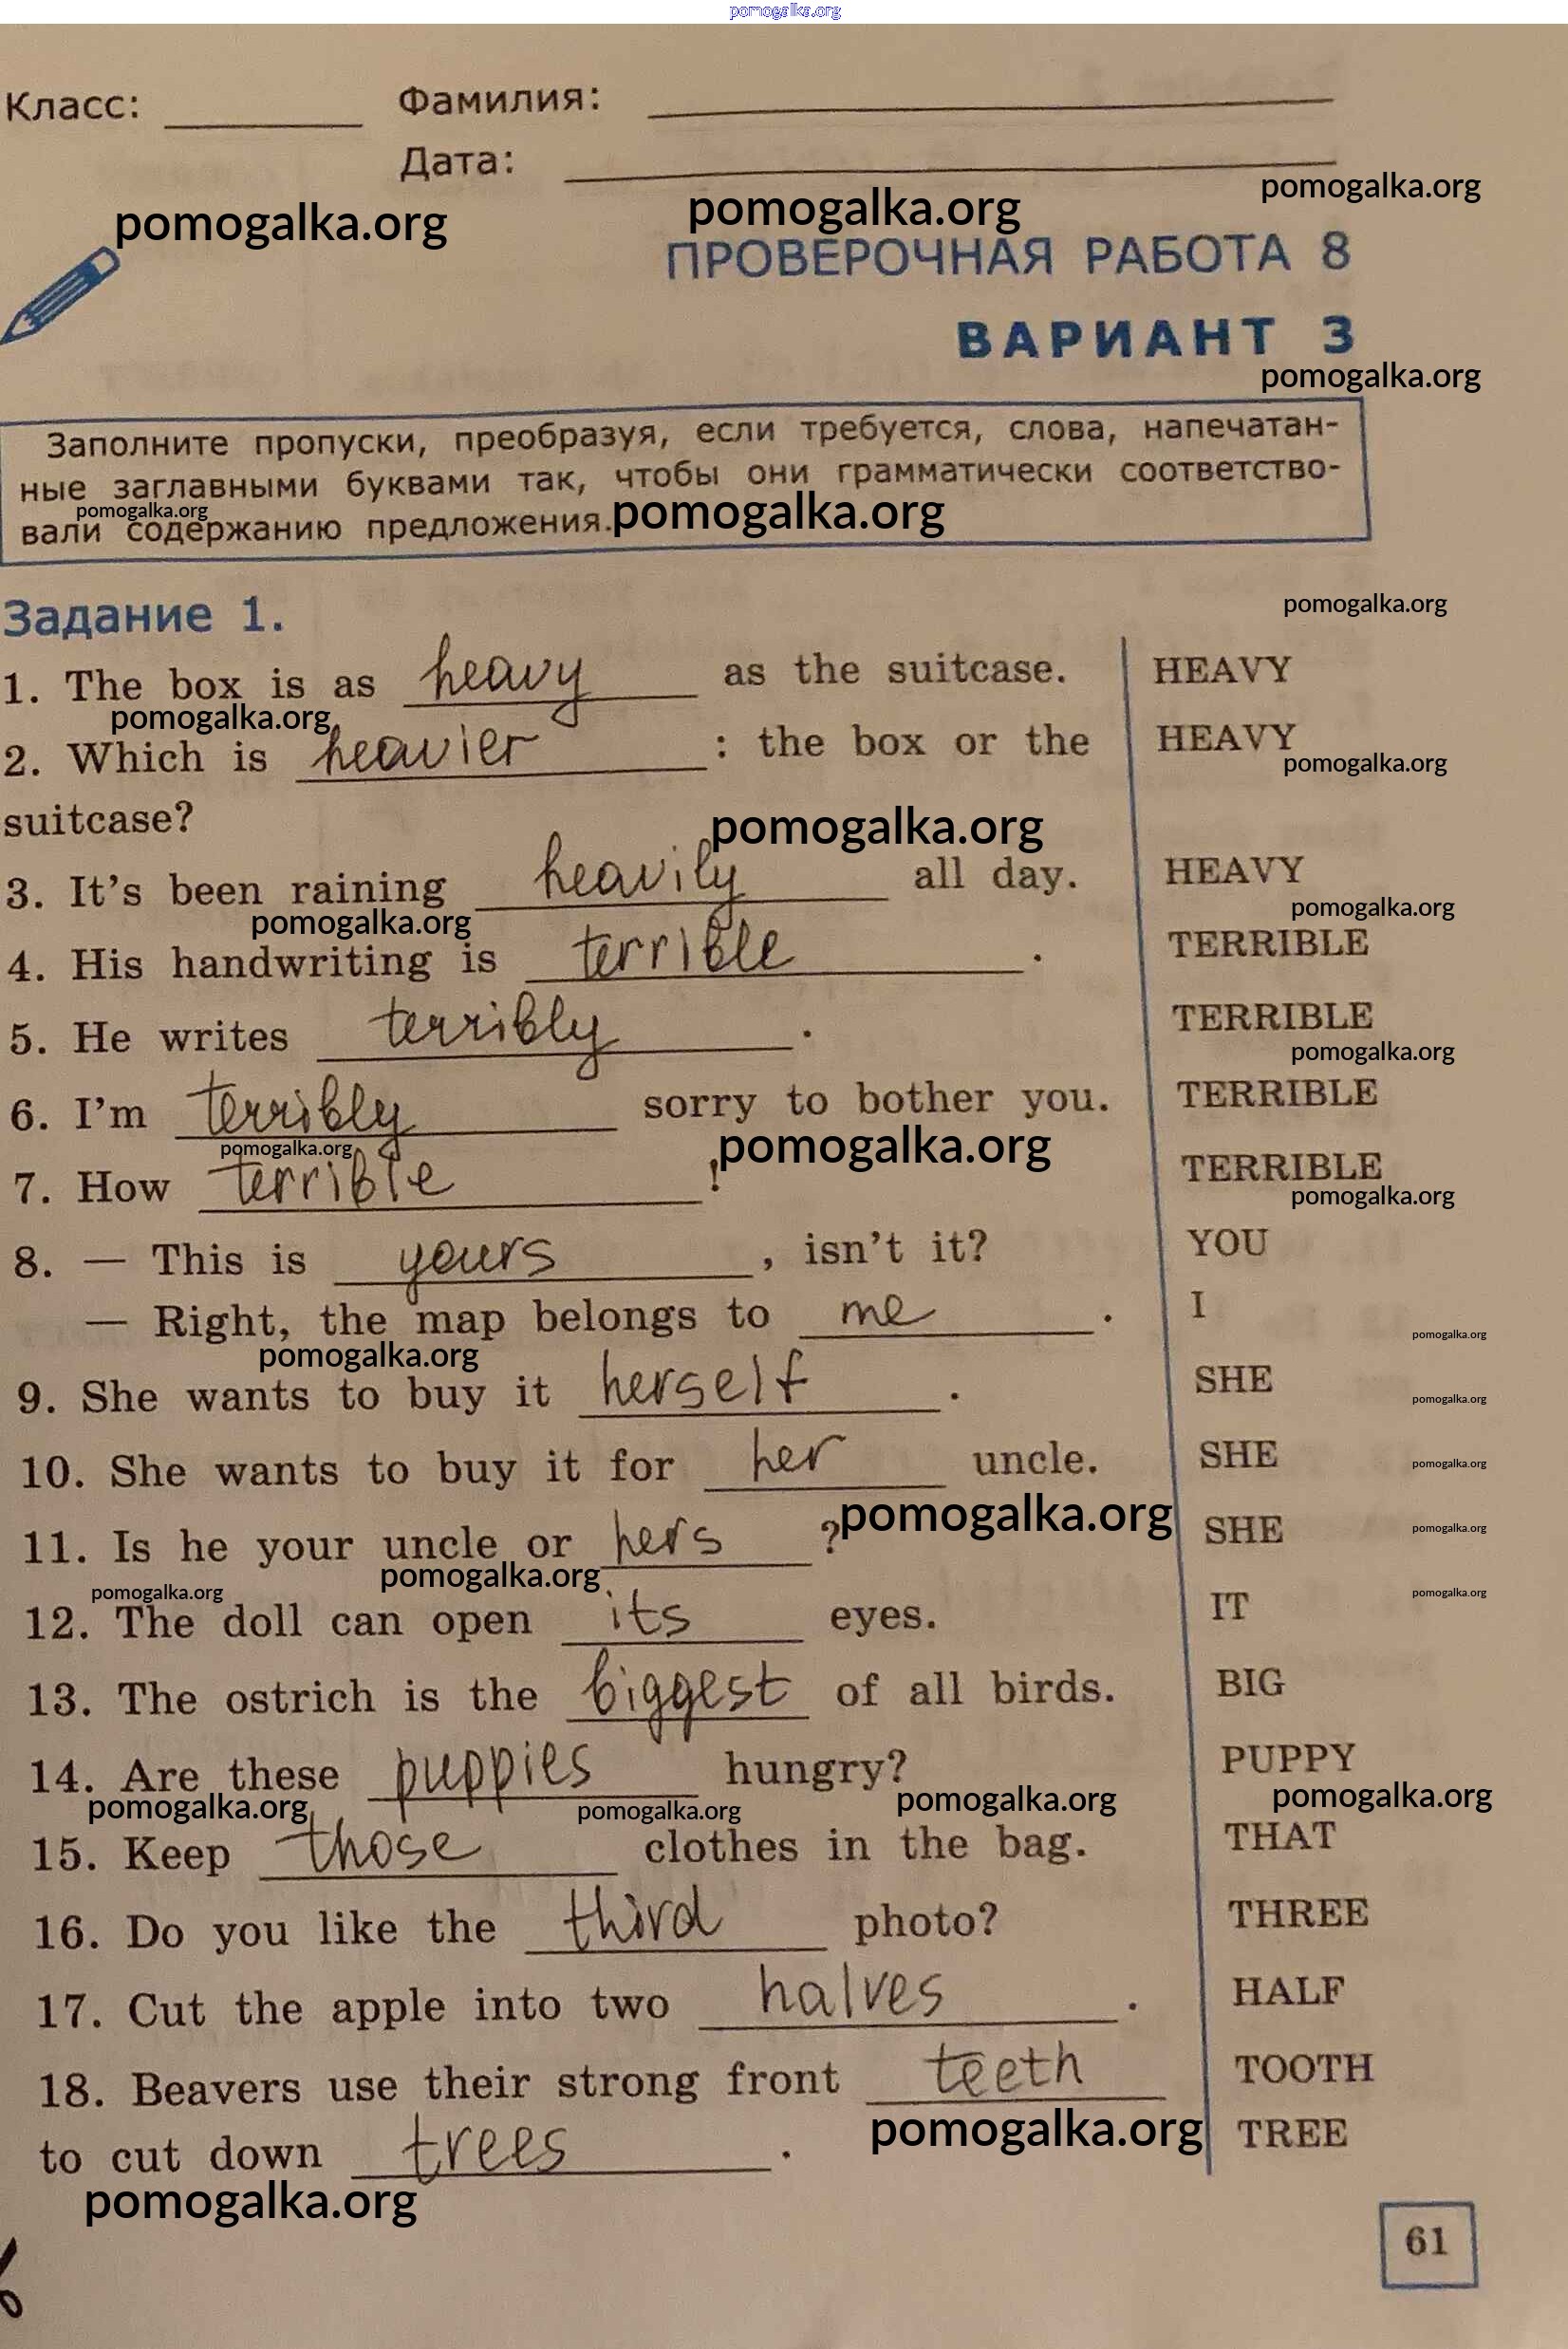 pomogalka.org
Класс: Фамилия:
Дата:
pomogalka.org pomogalka.org pomogalka.org
ПРОВЕРОЧНАЯ РАБОТА 8
ВАРИАНТ 3
pomogalka.org
Заполните пропуски, преобразуя, если требуется, слова, напечатан-
ные заглавными буквами так, чтобы они грамматически соответство-
вали содержанию предложения.
pomogalka.org pomogalka.org
Задание 1.
pomogalka.org
1. The box is as heavy as the suitcase. HEAVY
pomogalka.org
2. Which is heavier : the box or the HEAVY
pomogalka.org
suitcase?
pomogalka.org
3. It's been raining heavily all day. HEAVY
pomogalka.org pomogalka.org
4. His handwriting is terrible . TERRIBLE
5. He writes terribly . TERRIBLE
pomogalka.org
6. I'm terribly sorry to bother you. TERRIBLE
pomogalka.org pomogalka.org
7. How terrible ! TERRIBLE
pomogalka.org
8. — This is yours , isn't it? YOU
— Right, the map belongs to me . I
pomogalka.org pomogalka.org
9. She wants to buy it herself . SHE
pomogalka.org
10. She wants to buy it for her uncle. SHE
pomogalka.org
11. Is he your uncle or hers ? SHE
pomogalka.org pomogalka.org
pomogalka.org pomogalka.org pomogalka.org
12. The doll can open its eyes. IT
13. The ostrich is the biggest of all birds. BIG
14. Are these puppies hungry? PUPPY
pomogalka.org pomogalka.org pomogalka.org pomogalka.org
15. Keep those clothes in the bag. THAT
16. Do you like the third photo? THREE
17. Cut the apple into two halves . HALF
18. Beavers use their strong front teeth TOOTH
to cut down trees . TREE
pomogalka.org
pomogalka.org
61